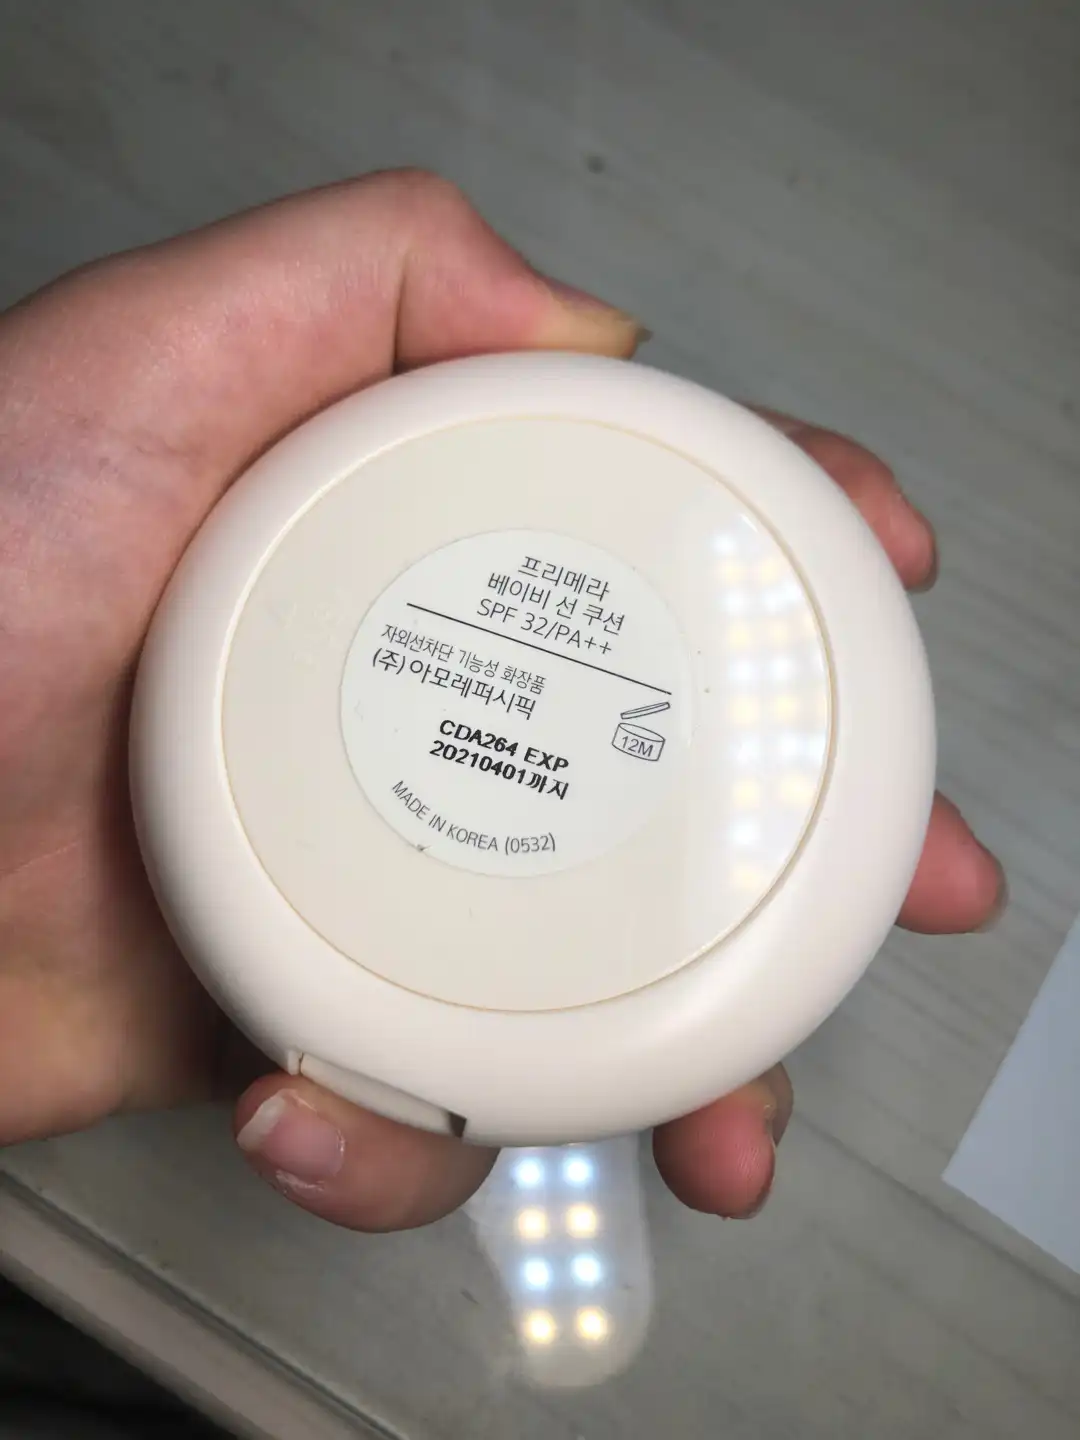 프리메라
베이비 선 쿠션
SPF 32/PA++
자외선차단 기능성 화장품
(주)아모레퍼시픽
12M
CDA264 EXP
20210401까지
MADE IN KOREA (0532)